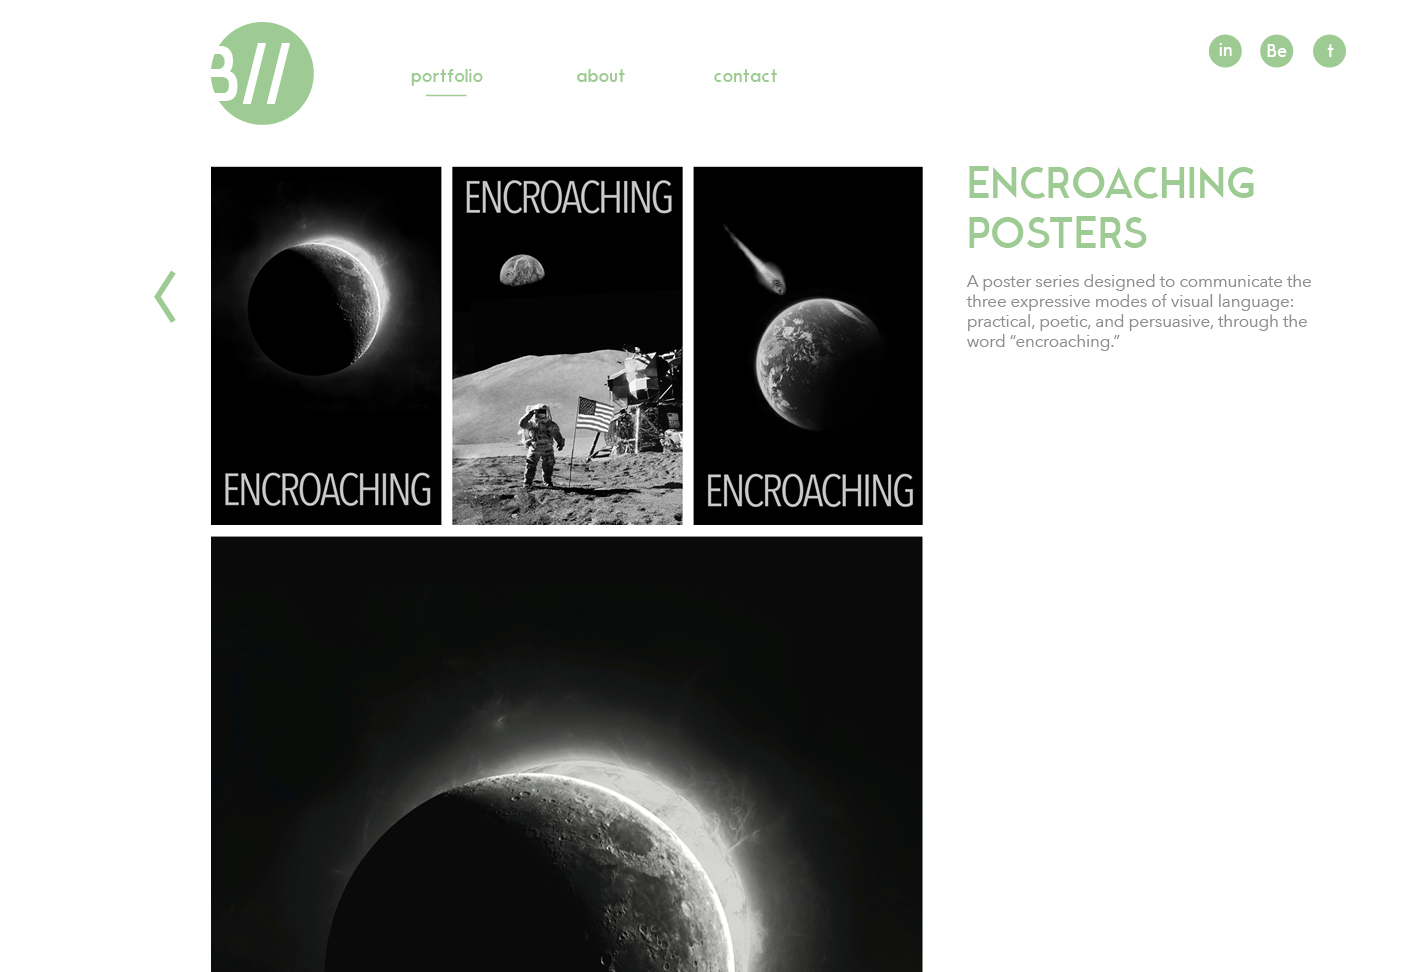 B//
portfolio
about
contact
in
Be
t
ENCROACHING
ENCROACHING
ENCROACHING
ENCROACHING
POSTERS
A poster series designed to communicate the
three expressive modes of visual language:
practical, poetic, and persuasive, through the
word “encroaching.”